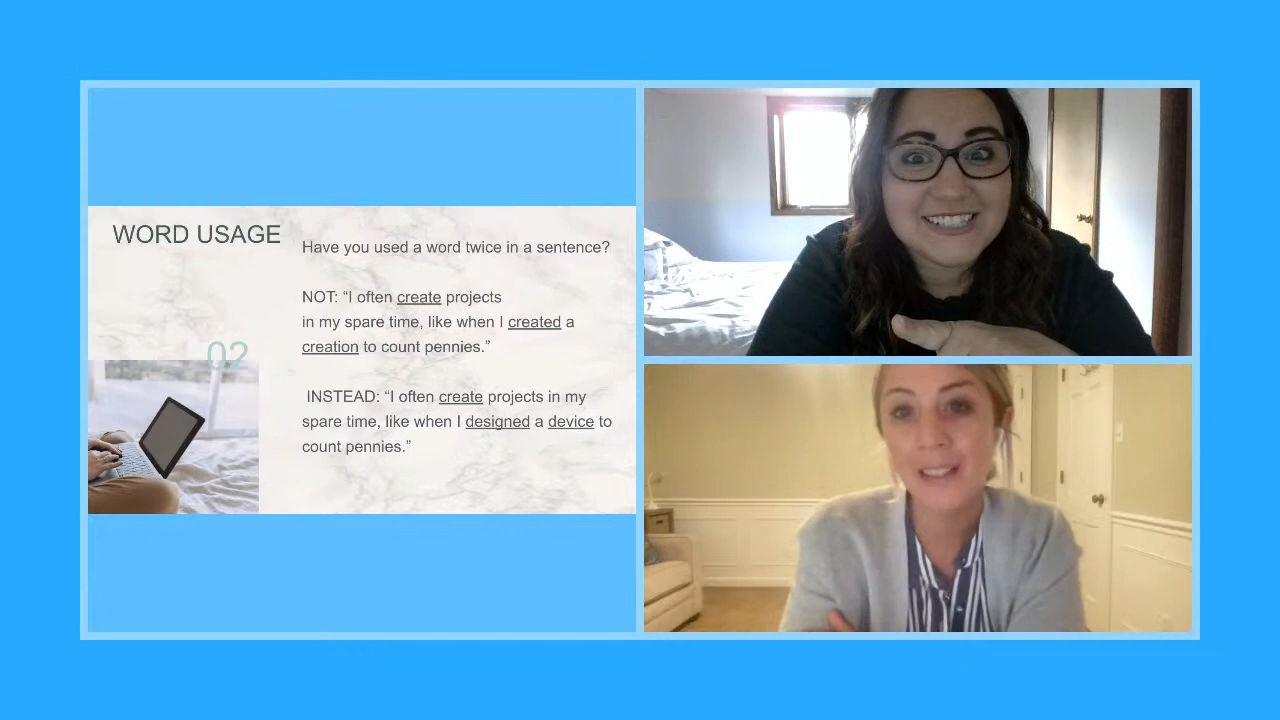 WORD USAGE
02
Have you used a word twice in a sentence?
NOT: “I often create projects
in my spare time, like when I created a
creation to count pennies.”
INSTEAD: “I often create projects in my
spare time, like when I designed a device to
count pennies.”